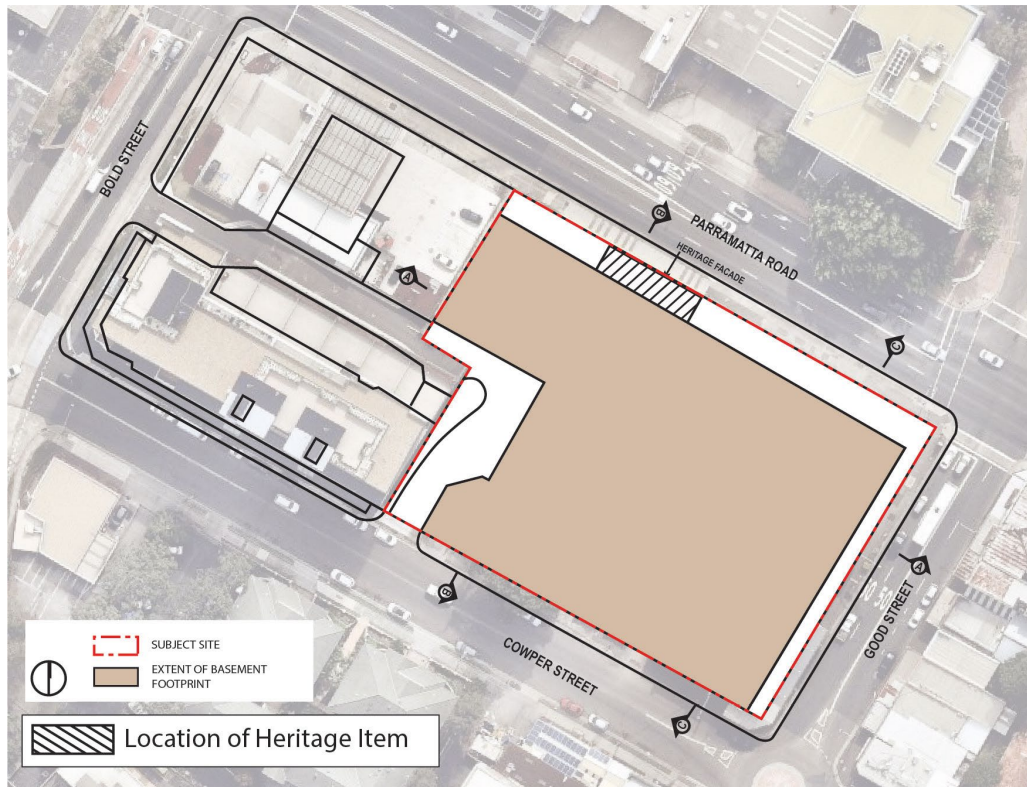 BOLD STREET
PARRAMATTA ROAD
HERITAGE FACADE
B
A
C
A
GOOD STREET
B
COWPER STREET
C
SUBJECT SITE
EXTENT OF BASEMENT
FOOTPRINT
Location of Heritage Item